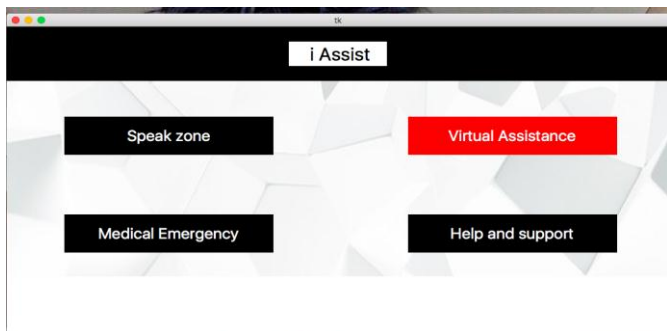 tk
i Assist
Speak zone
Virtual Assistance
Medical Emergency
Help and support